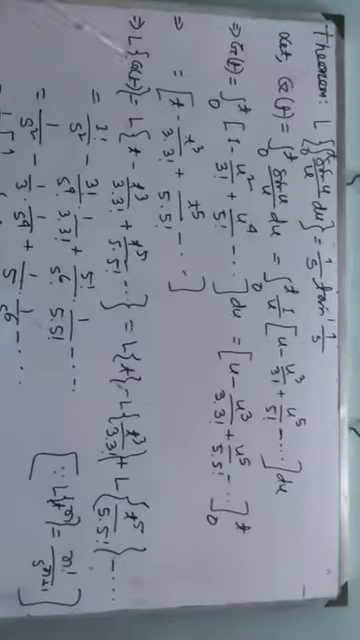 Theorem: L{∫₀ᵗ sinu/u du} = 1/s tan⁻¹ 1/s
Let, G(t) = ∫₀ᵗ sinu/u du = ∫₀ᵗ 1/u [u - u³/3! + u⁵/5! - ...] du
⇒ G(t) = ∫₀ᵗ [1 - u²/3! + u⁴/5! - ...] du = [u - u³/3.3! + u⁵/5.5! - ...]₀ᵗ
⇒ = [t - t³/3.3! + t⁵/5.5! - ...]
⇒ L{G(t)} = L{t - t³/3.3! + t⁵/5.5! - ...} = L{t} - L{t³/3.3!} + L{t⁵/5.5!} - ....
= 1!/s² - 3!/s⁴ · 1/3.3! + 5!/s⁶ · 1/5.5! - .... [∵ L{tⁿ} = n!/sⁿ⁺¹]
= 1/s² - 1/3 · 1/s⁴ + 1/5 · 1/s⁶ - ....